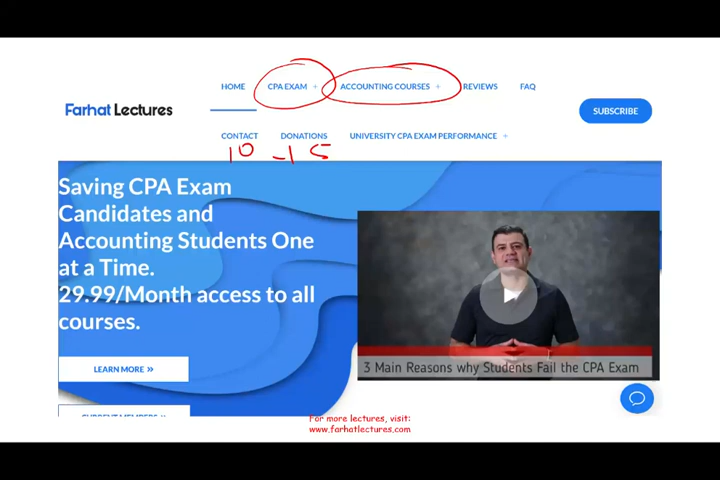 HOME CPA EXAM + ACCOUNTING COURSES + REVIEWS FAQ
Farhat Lectures
SUBSCRIBE
CONTACT DONATIONS UNIVERSITY CPA EXAM PERFORMANCE +
10 - 15
Saving CPA Exam
Candidates and
Accounting Students One
at a Time.
29.99/Month access to all
courses.
3 Main Reasons why Students Fail the CPA Exam
LEARN MORE »
CURRENT MEMBERS »
For more lectures, visit:
www.farhatlectures.com